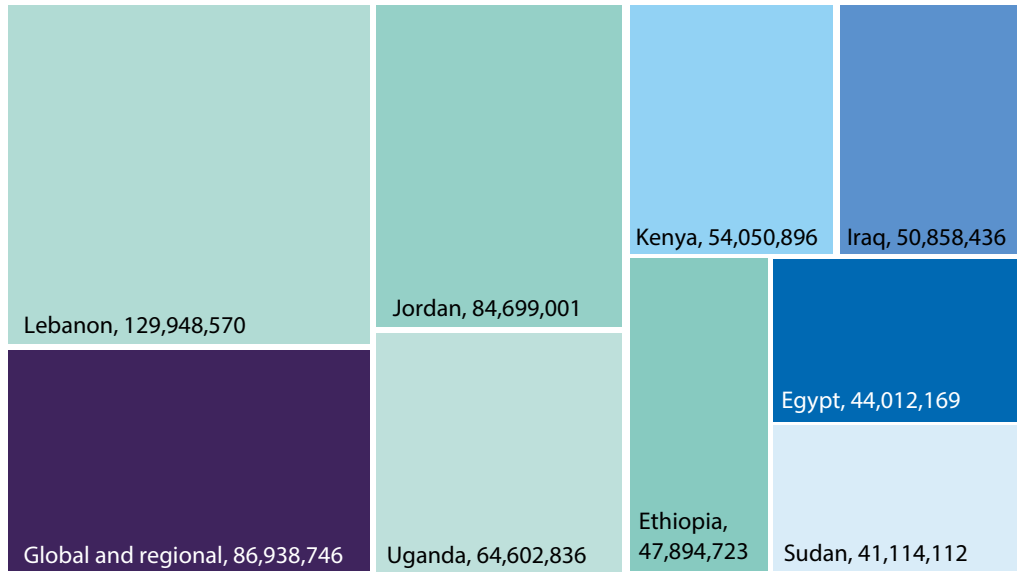 Lebanon, 129,948,570
Global and regional, 86,938,746
Jordan, 84,699,001
Uganda, 64,602,836
Kenya, 54,050,896
Iraq, 50,858,436
Ethiopia,
47,894,723
Egypt, 44,012,169
Sudan, 41,114,112